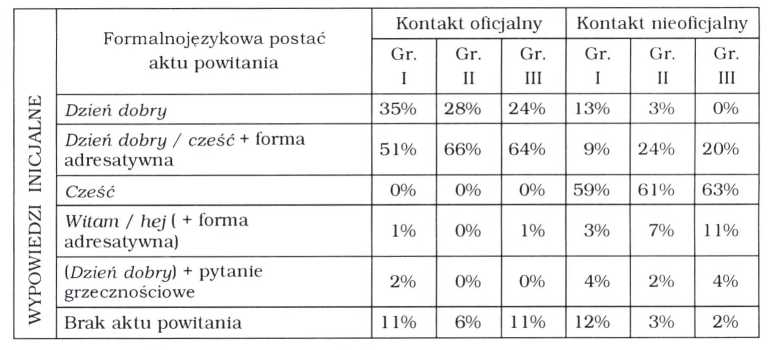 WYPOWIEDZI INICJALNE
Formalnojęzykowa postać
aktu powitania
Kontakt oficjalny
Kontakt nieoficjalny
Gr. I
Gr. II
Gr. III
Gr. I
Gr. II
Gr. III
Dzień dobry 35% 28% 24% 13% 3% 0%
Dzień dobry / cześć + forma
adresatywna 51% 66% 64% 9% 24% 20%
Cześć 0% 0% 0% 59% 61% 63%
Witam / hej ( + forma
adresatywna) 1% 0% 1% 3% 7% 11%
(Dzień dobry) + pytanie
grzecznościowe 2% 0% 0% 4% 2% 4%
Brak aktu powitania 11% 6% 11% 12% 3% 2%